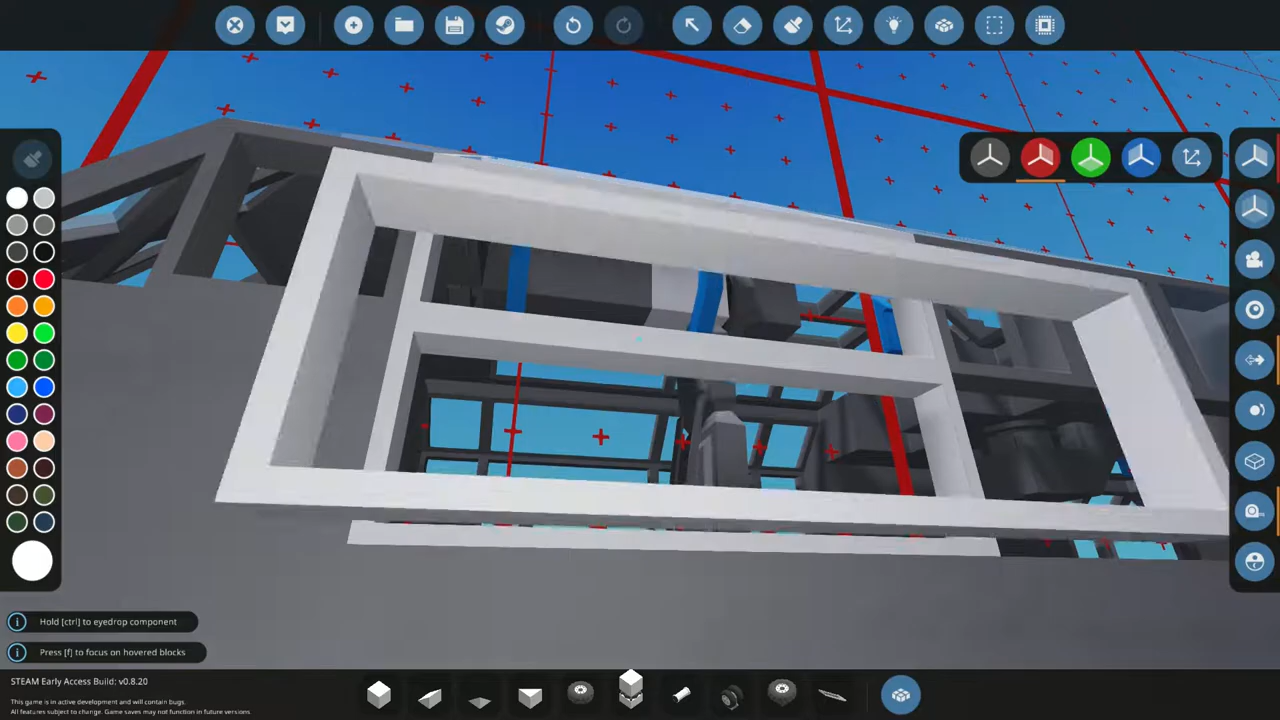 Hold [ctrl] to eyedrop component
Press [f] to focus on hovered blocks
STEAM Early Access Build: v0.8.20
This game is in active development and will contain bugs.
All features subject to change. Game saves may not function in future versions.